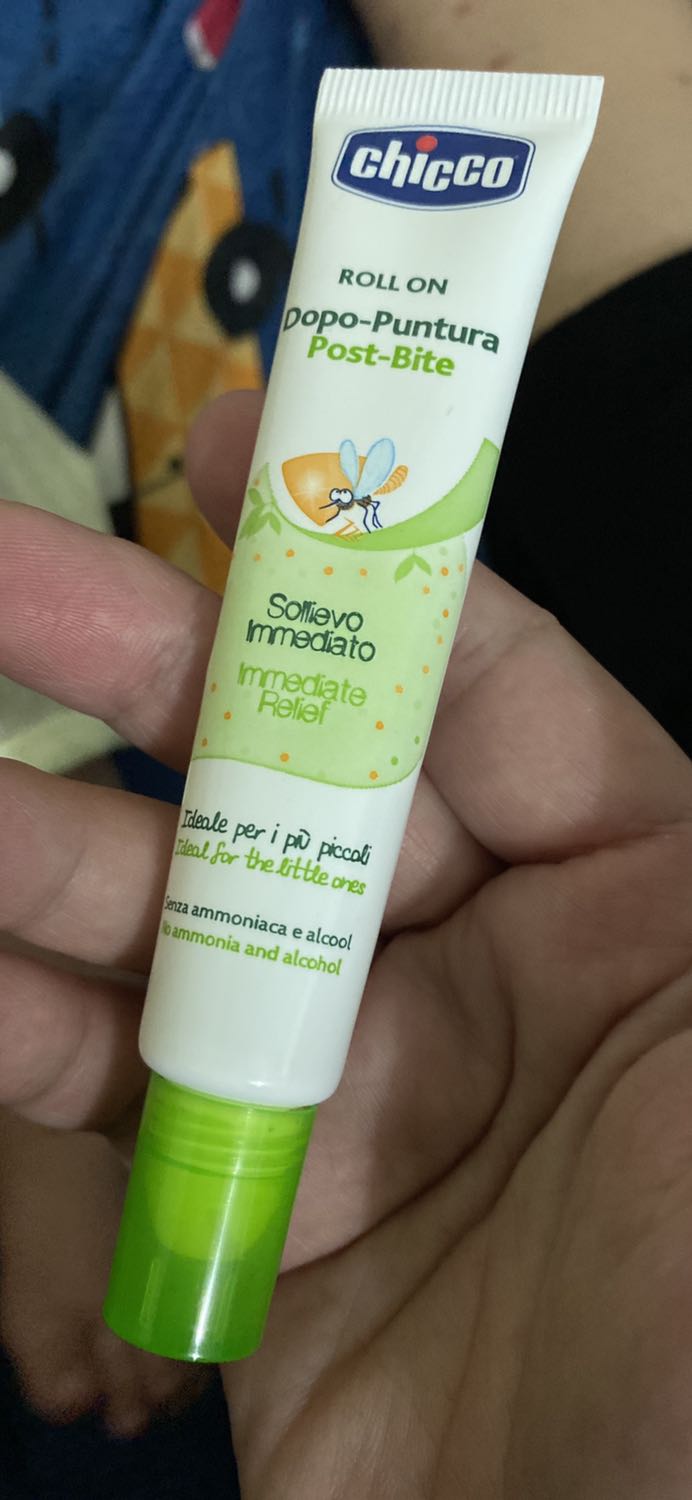 chicco
ROLL ON
Dopo-Puntura
Post-Bite
Sollievo
Immediato
Immediate
Relief
Ideale per i più piccoli
Ideal for the little ones
Senza ammoniaca e alcool
No ammonia and alcohol